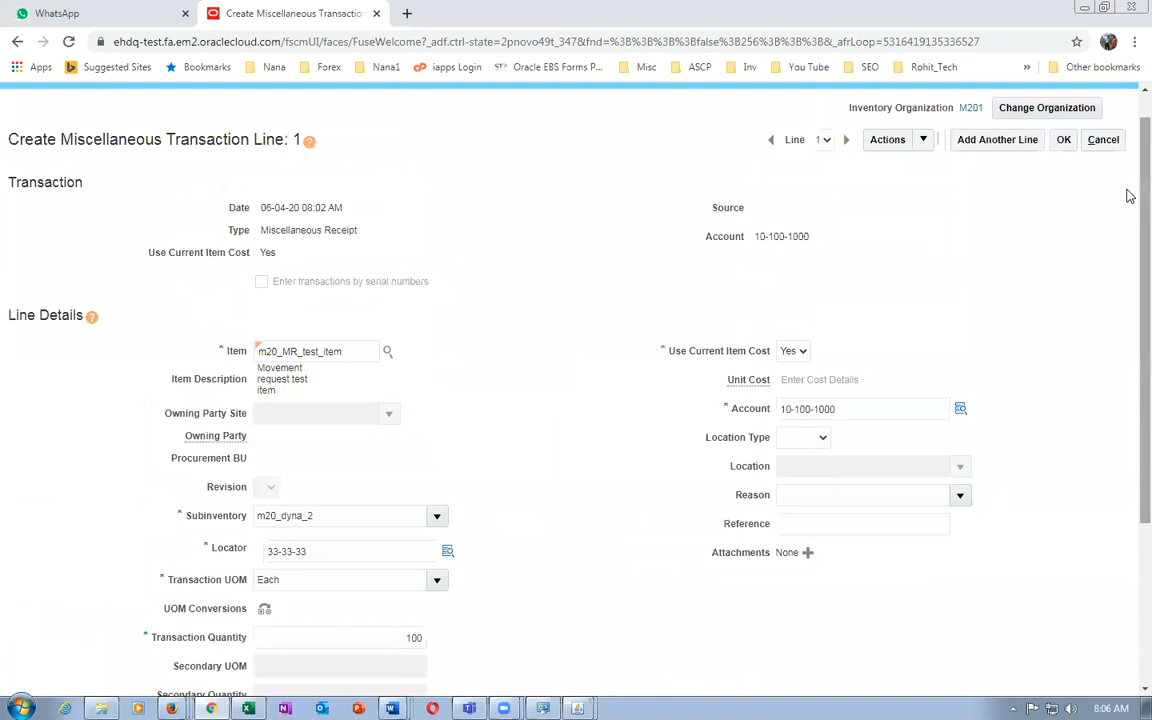 WhatsApp
Create Miscellaneous Transactio
ehdq-test.fa.em2.oraclecloud.com/fscmUI/faces/FuseWelcome?_adf.ctrl-state=2pnovo49t_347&fnd=%3B%3B%3B%3Bfalse%3B256%3B%3B%3B&_afrLoop=5316419135336527
Apps Suggested Sites Bookmarks Nana Forex Nana1 iapps Login Oracle EBS Forms P... Misc ASCP Inv You Tube SEO Rohit_Tech » Other bookmarks
Inventory Organization M201 Change Organization
Create Miscellaneous Transaction Line: 1
Line 1 Actions Add Another Line OK Cancel
Transaction
Date 06-04-20 08:02 AM
Source
Type Miscellaneous Receipt
Account 10-100-1000
Use Current Item Cost Yes
Enter transactions by serial numbers
Line Details
* Item m20_MR_test_item
* Use Current Item Cost Yes
Item Description Movement
request test
item
Unit Cost Enter Cost Details
Owning Party Site
* Account 10-100-1000
Owning Party
Location Type
Procurement BU
Location
Revision
Reason
* Subinventory m20_dyna_2
Reference
* Locator 33-33-33
Attachments None
* Transaction UOM Each
UOM Conversions
* Transaction Quantity 100
Secondary UOM
Secondary Quantity
8:06 AM